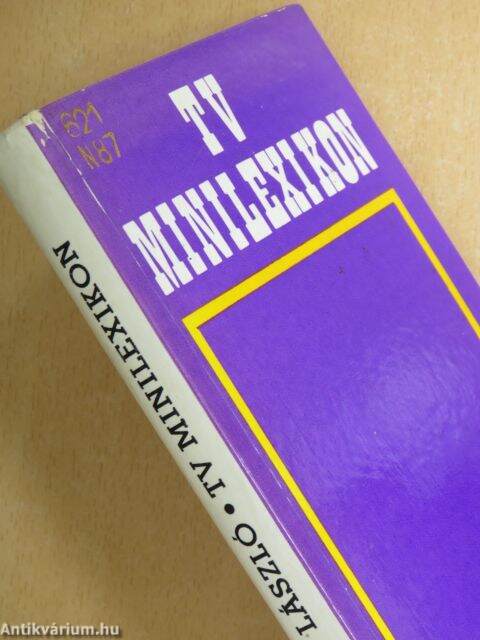 621
N87
TV
MINILEXIKON
LÁSZLÓ • TV MINILEXIKON
Antikvárium.hu